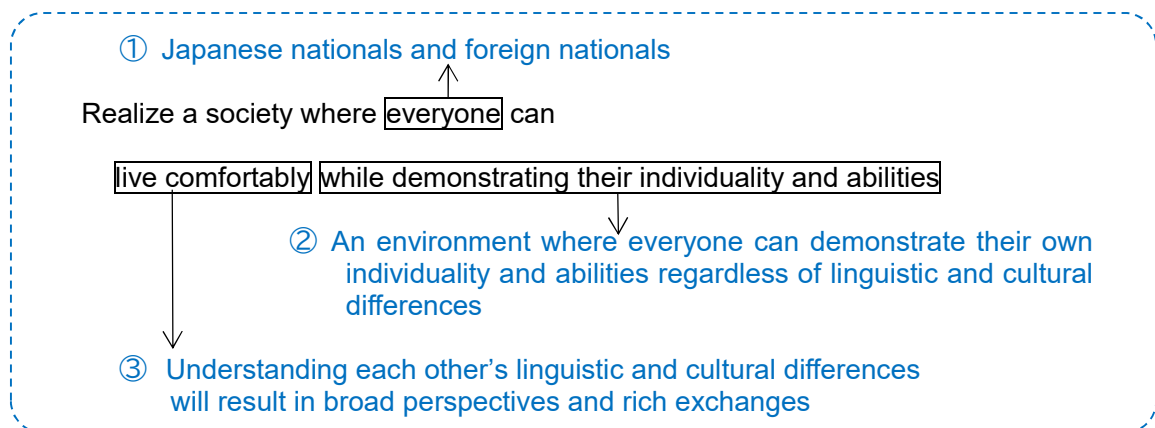 ① Japanese nationals and foreign nationals
Realize a society where everyone can
live comfortably while demonstrating their individuality and abilities
② An environment where everyone can demonstrate their own
individuality and abilities regardless of linguistic and cultural
differences
③ Understanding each other’s linguistic and cultural differences
will result in broad perspectives and rich exchanges